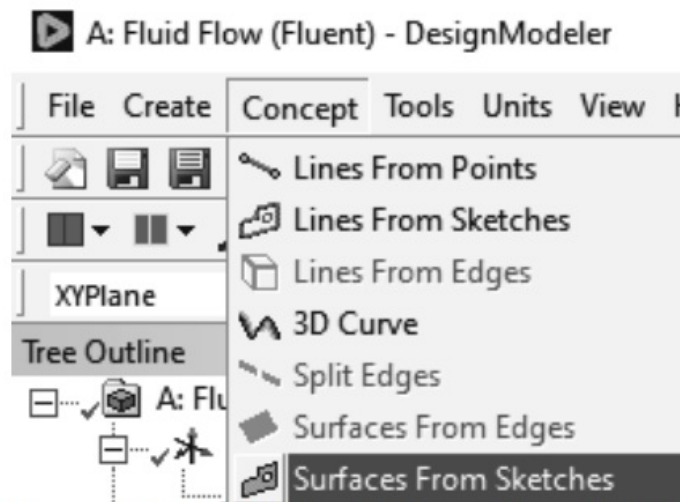 A: Fluid Flow (Fluent) - DesignModeler
File Create Concept Tools Units View
Lines From Points
Lines From Sketches
Lines From Edges
XYPlane
3D Curve
Tree Outline
Split Edges
A: Flu
Surfaces From Edges
Surfaces From Sketches